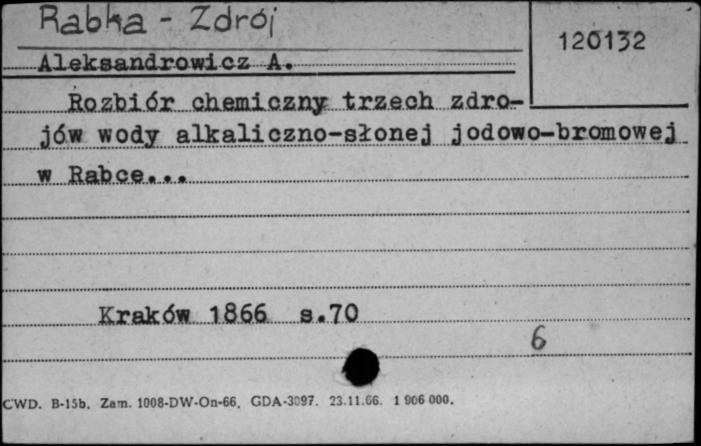 Rabka - Zdrój
120132
Aleksandrowicz A.
Rozbiór chemiczny trzech zdro-
jów wody alkaliczno-słonej jodowo-bromowej
w Rabce...
Kraków 1866 s.70
6
CWD. B-15b. Zam. 1008-DW-On-66. GDA-3097. 23.11.66. 1 906 000.